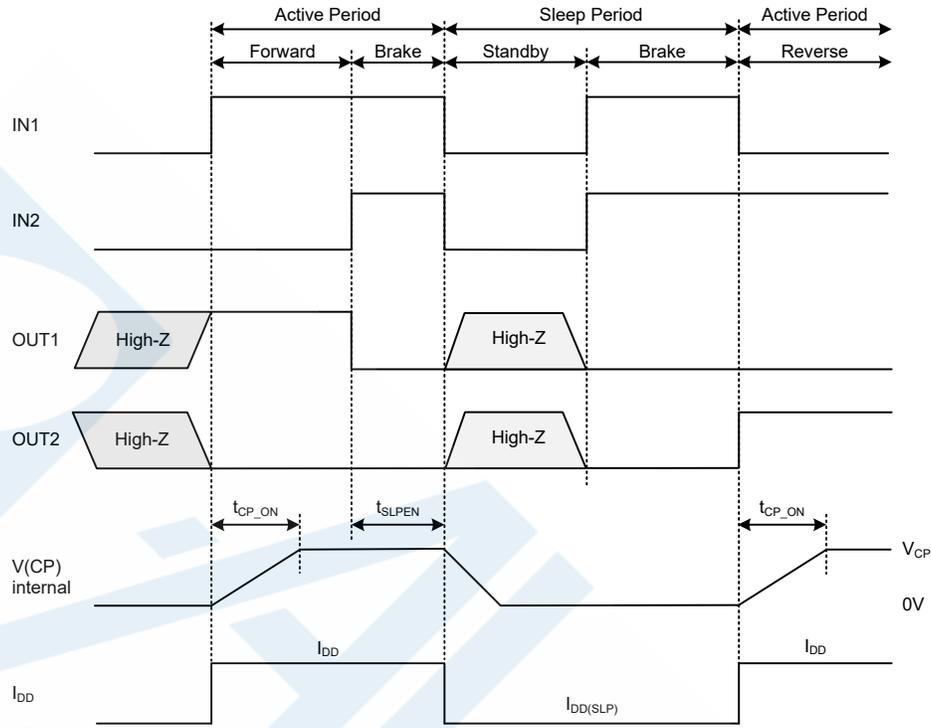 Active Period Sleep Period Active Period
Forward Brake Standby Brake Reverse
IN1
IN2
OUT1 High-Z High-Z
OUT2 High-Z High-Z
tCP_ON tSLPEN tCP_ON
V(CP)
internal
VCP
0V
IDD IDD
IDD IDD(SLP)